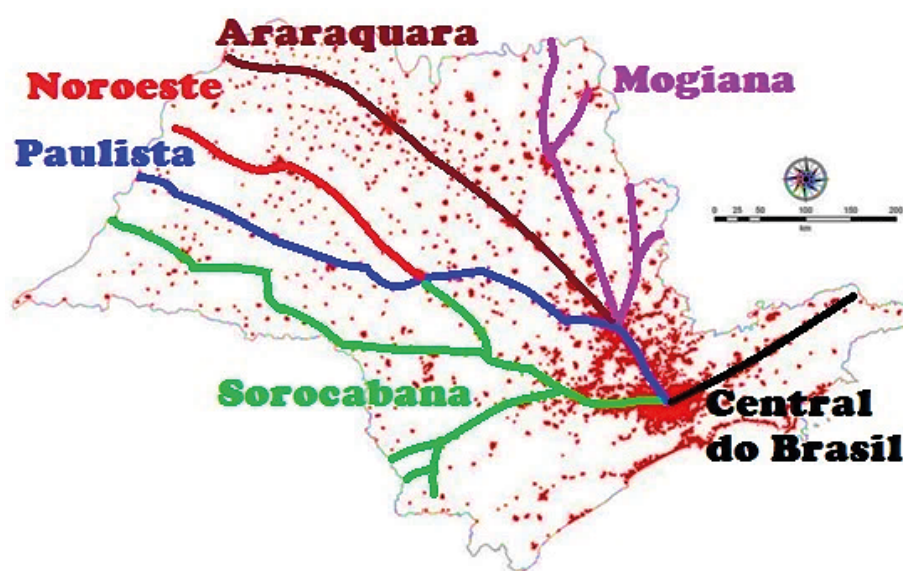 Araraquara
Noroeste
Mogiana
Paulista
0 25 50 100 150 200
km
Sorocabana
Central
do Brasil